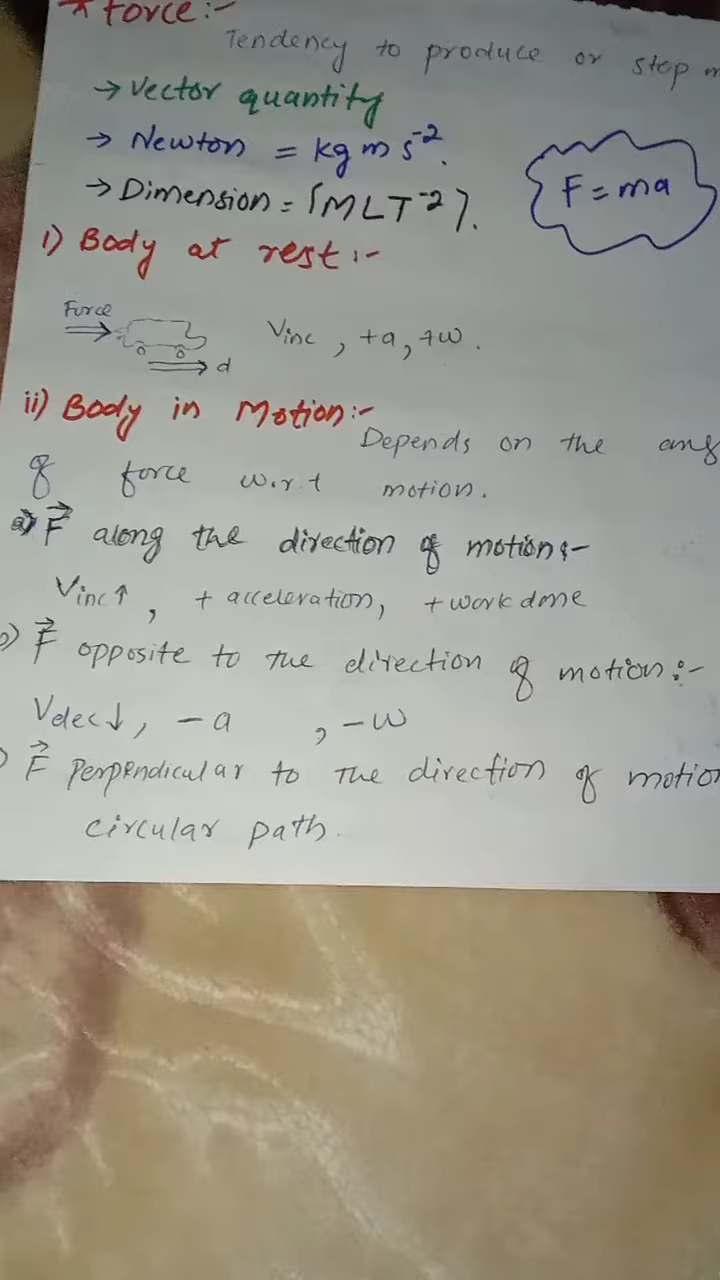 * Force:-
Tendency to produce or stop
→ Vector quantity
→ Newton = kg m s⁻².
→ Dimension = [MLT⁻²].
F = ma
i) Body at rest :-
Force
d
Vinc , +a, +w.
ii) Body in Motion:-
Depends on the
of force w.r.t motion.
a) F⃗ along the direction of motion:-
Vinc↑ , + acceleration, + work done
) F⃗ opposite to the direction of motion:-
Vdec↓, -a , -w
) F⃗ Perpendicular to the direction of motion
circular path.